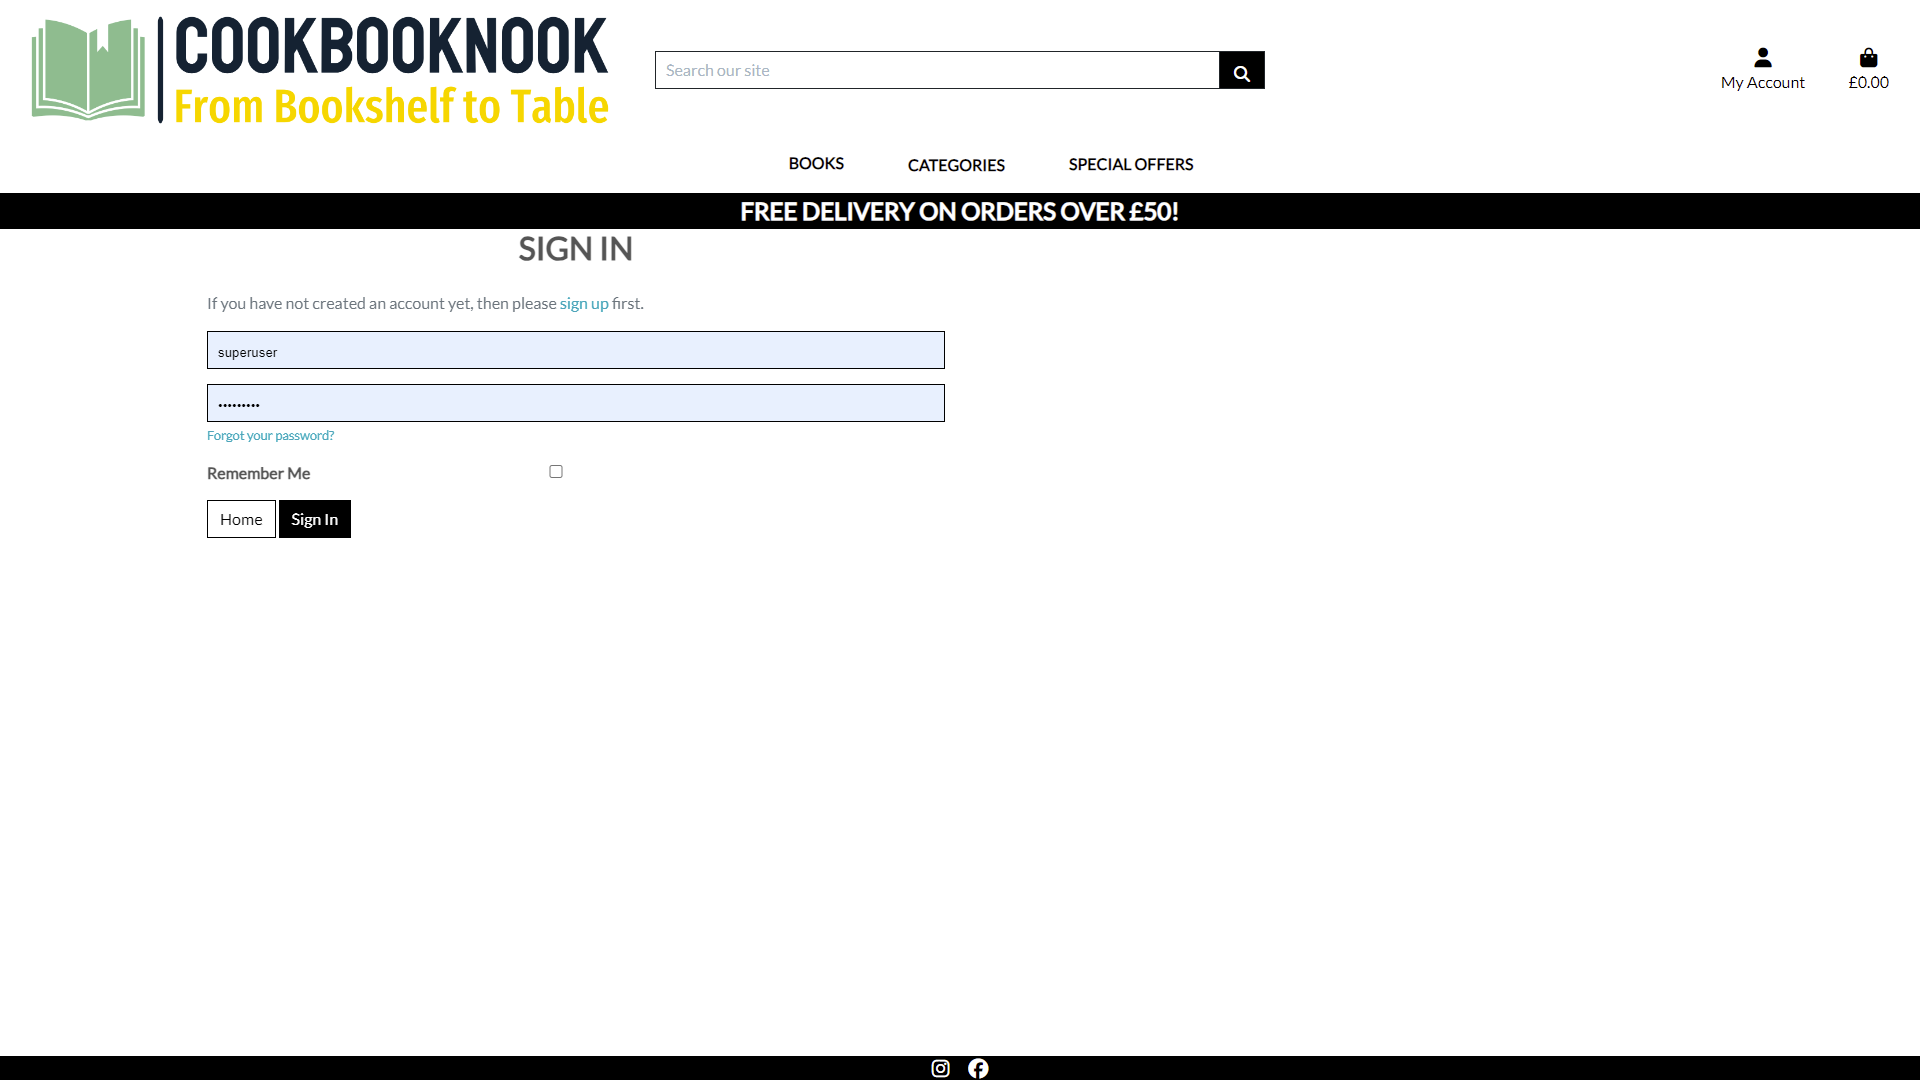 COOKBOOKNOOK
From Bookshelf to Table
Search our site
My Account
£0.00
BOOKS
CATEGORIES
SPECIAL OFFERS
FREE DELIVERY ON ORDERS OVER £50!
SIGN IN
If you have not created an account yet, then please sign up first.
superuser
•••••••••
Forgot your password?
Remember Me
Home
Sign In